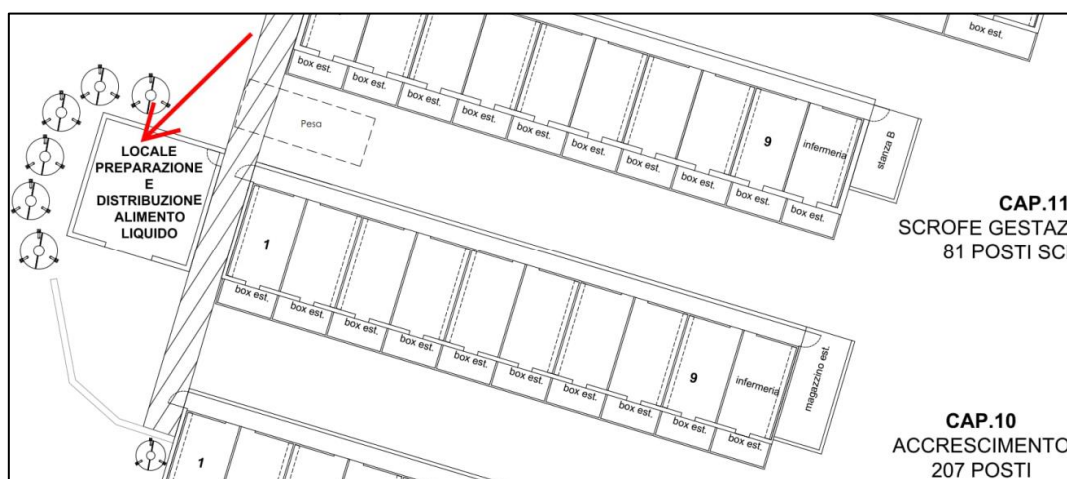 box est.
box est.
box est.
box est.
box est.
box est.
box est.
box est.
box est.
box est.
box est.
9
infermeria
stanza B
Pesa
LOCALE
PREPARAZIONE
E
DISTRIBUZIONE
ALIMENTO
LIQUIDO
CAP.11
SCROFE GESTAZ
81 POSTI SC
1
box est.
box est.
box est.
box est.
box est.
box est.
box est.
box est.
box est.
box est.
9
infermeria
magazzino est.
CAP.10
ACCRESCIMENTO
207 POSTI
1